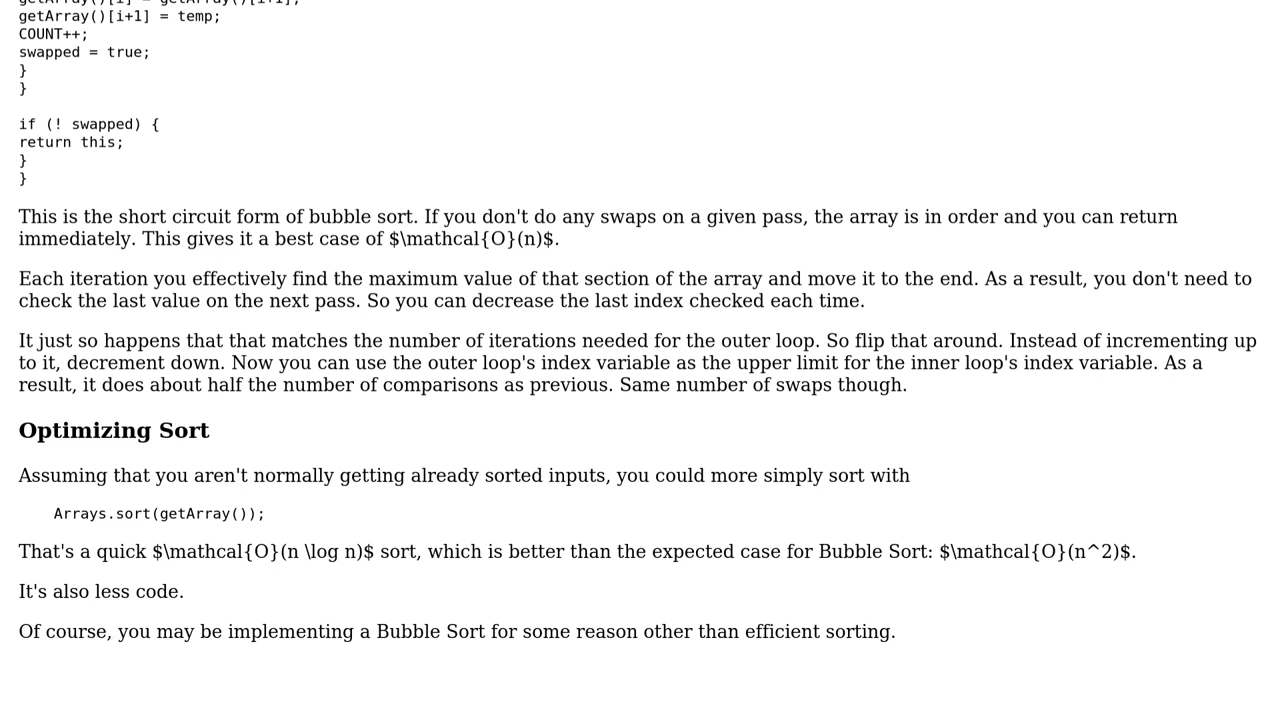 getArray()[i] = getArray()[i+1];
getArray()[i+1] = temp;
COUNT++;
swapped = true;
}
}
if (! swapped) {
return this;
}
}
This is the short circuit form of bubble sort. If you don't do any swaps on a given pass, the array is in order and you can return
immediately. This gives it a best case of $\mathcal{O}(n)$.
Each iteration you effectively find the maximum value of that section of the array and move it to the end. As a result, you don't need to
check the last value on the next pass. So you can decrease the last index checked each time.
It just so happens that that matches the number of iterations needed for the outer loop. So flip that around. Instead of incrementing up
to it, decrement down. Now you can use the outer loop's index variable as the upper limit for the inner loop's index variable. As a
result, it does about half the number of comparisons as previous. Same number of swaps though.
Optimizing Sort
Assuming that you aren't normally getting already sorted inputs, you could more simply sort with
Arrays.sort(getArray());
That's a quick $\mathcal{O}(n \log n)$ sort, which is better than the expected case for Bubble Sort: $\mathcal{O}(n^2)$.
It's also less code.
Of course, you may be implementing a Bubble Sort for some reason other than efficient sorting.